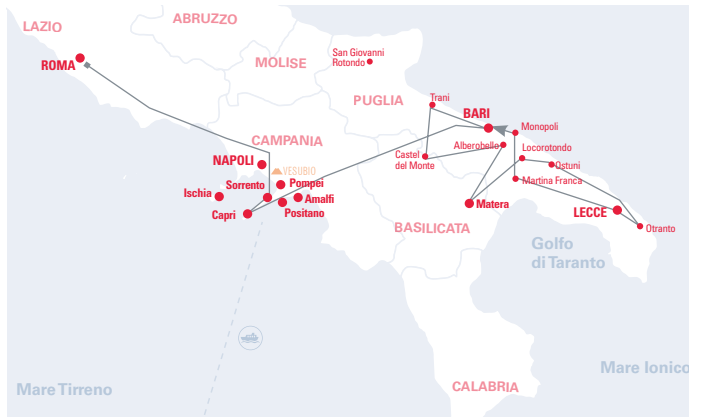 LAZIO
ABRUZZO
ROMA
MOLISE
San Giovanni
Rotondo
PUGLIA
Trani
BARI
Monopoli
CAMPANIA
Alberobello
Locorotondo
NAPOLI
VESUBIO
Castel
del Monte
Ostuni
Ischia
Sorrento
Pompei
Martina Franca
Amalfi
Matera
Capri
Positano
LECCE
BASILICATA
Otranto
Golfo
di Taranto
Mare Ionico
Mare Tirreno
CALABRIA